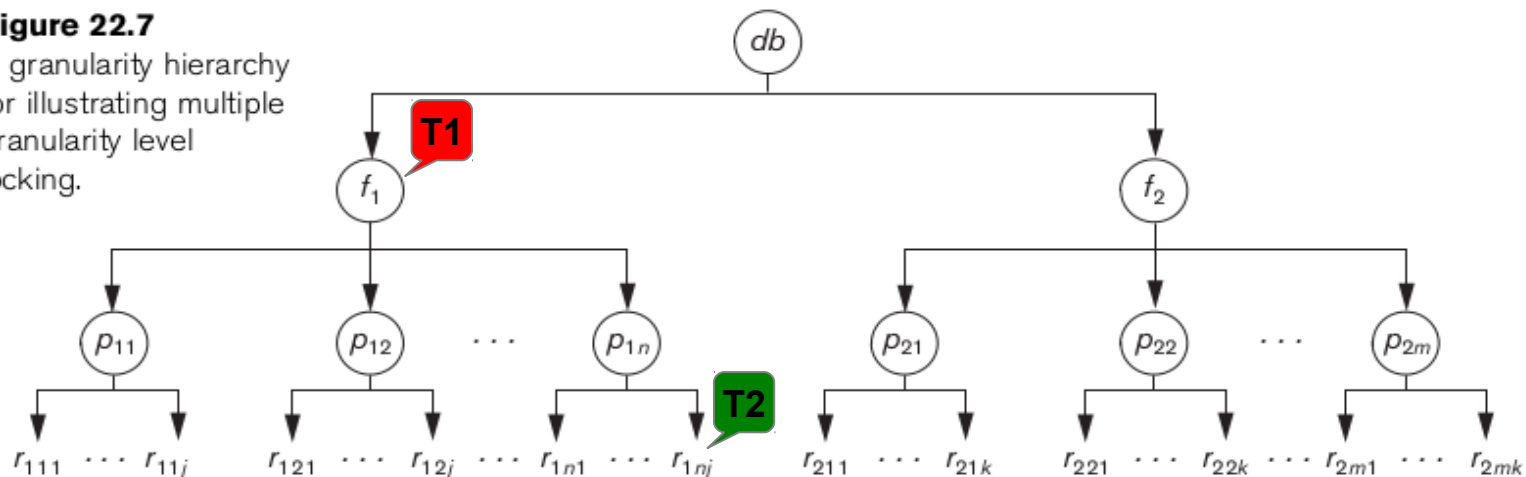 igure 22.7
granularity hierarchy
or illustrating multiple
ranularity level
ocking.
db
T1
f1 f2
p11 p12 . . . p1n p21 p22 . . . p2m
T2
r111 . . . r11j r121 . . . r12j . . . r1n1 . . . r1nj r211 . . . r21k r221 . . . r22k . . . r2m1 . . . r2mk